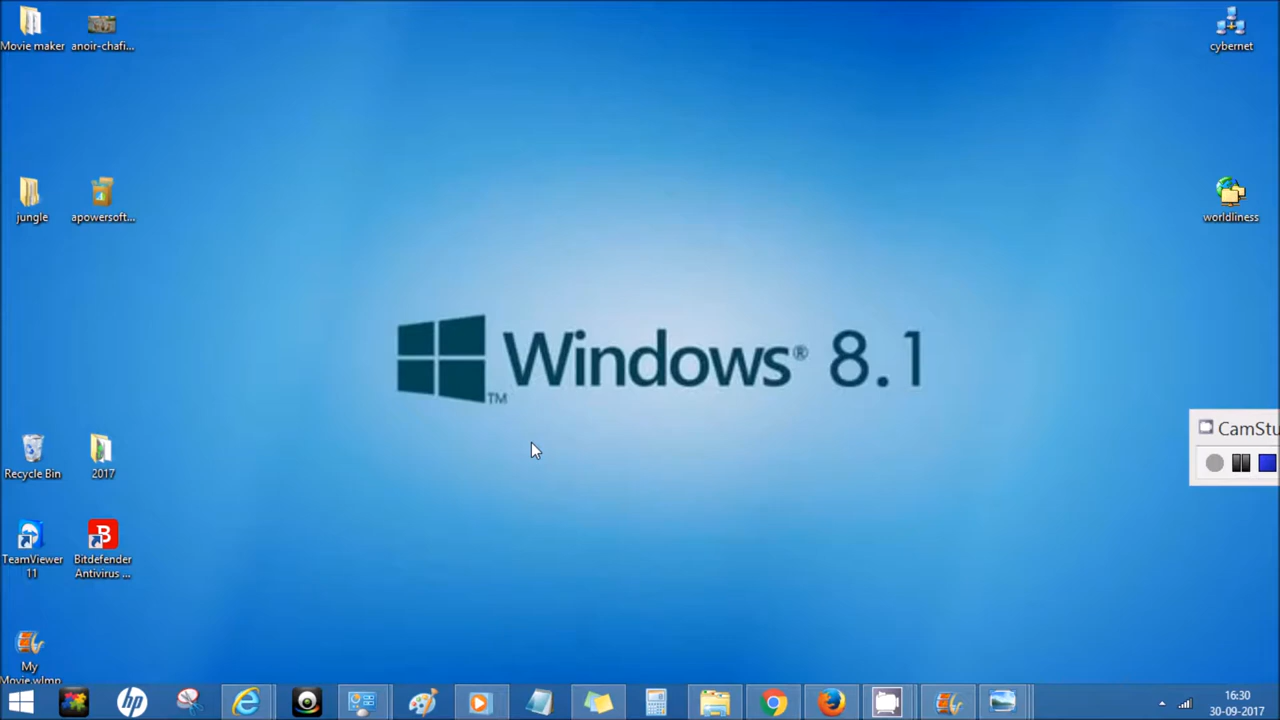 Movie maker
anoir-chafi...
cybernet
jungle
apowersoft...
worldliness
Windows® 8.1
TM
CamStu
Recycle Bin
2017
TeamViewer
11
Bitdefender
Antivirus ...
My
Movie.wlmp
hp
16:30
30-09-2017